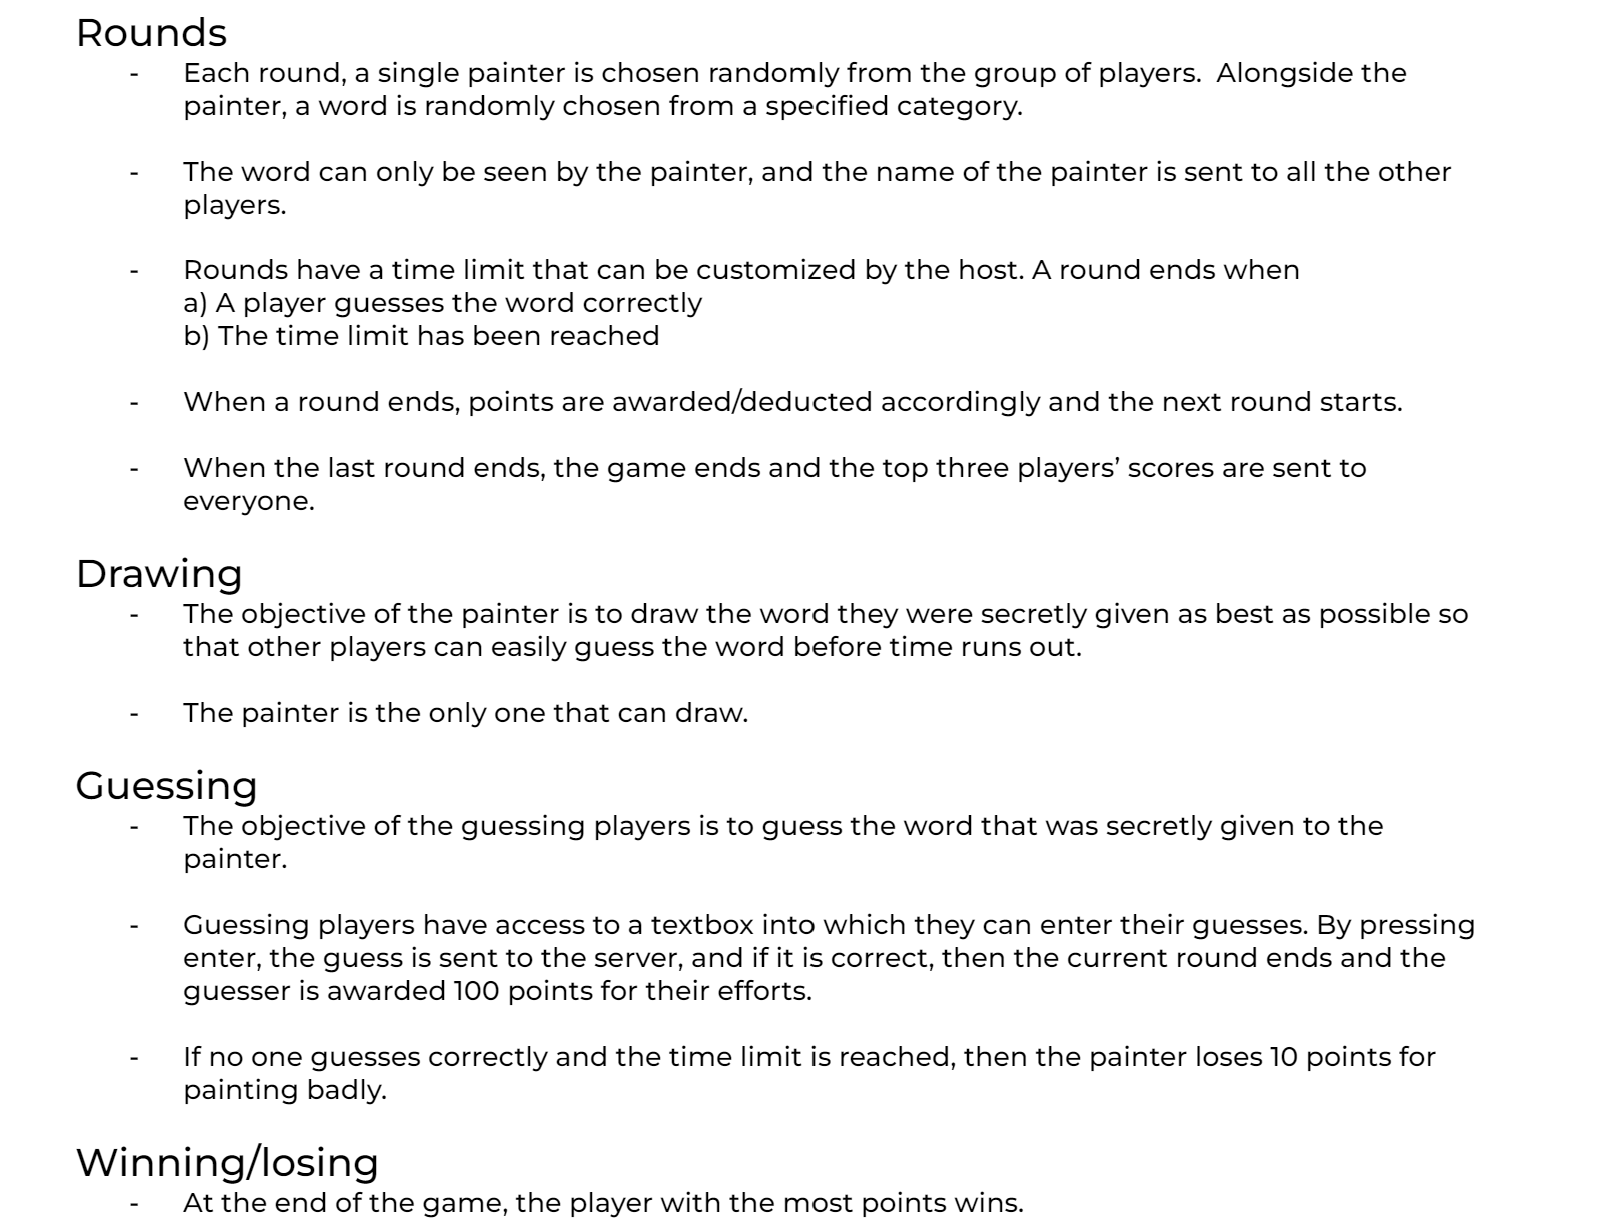 Rounds
- Each round, a single painter is chosen randomly from the group of players.  Alongside the
painter, a word is randomly chosen from a specified category.
- The word can only be seen by the painter, and the name of the painter is sent to all the other
players.
- Rounds have a time limit that can be customized by the host. A round ends when
a) A player guesses the word correctly
b) The time limit has been reached
- When a round ends, points are awarded/deducted accordingly and the next round starts.
- When the last round ends, the game ends and the top three players’ scores are sent to
everyone.
Drawing
- The objective of the painter is to draw the word they were secretly given as best as possible so
that other players can easily guess the word before time runs out.
- The painter is the only one that can draw.
Guessing
- The objective of the guessing players is to guess the word that was secretly given to the
painter.
- Guessing players have access to a textbox into which they can enter their guesses. By pressing
enter, the guess is sent to the server, and if it is correct, then the current round ends and the
guesser is awarded 100 points for their efforts.
- If no one guesses correctly and the time limit is reached, then the painter loses 10 points for
painting badly.
Winning/losing
- At the end of the game, the player with the most points wins.